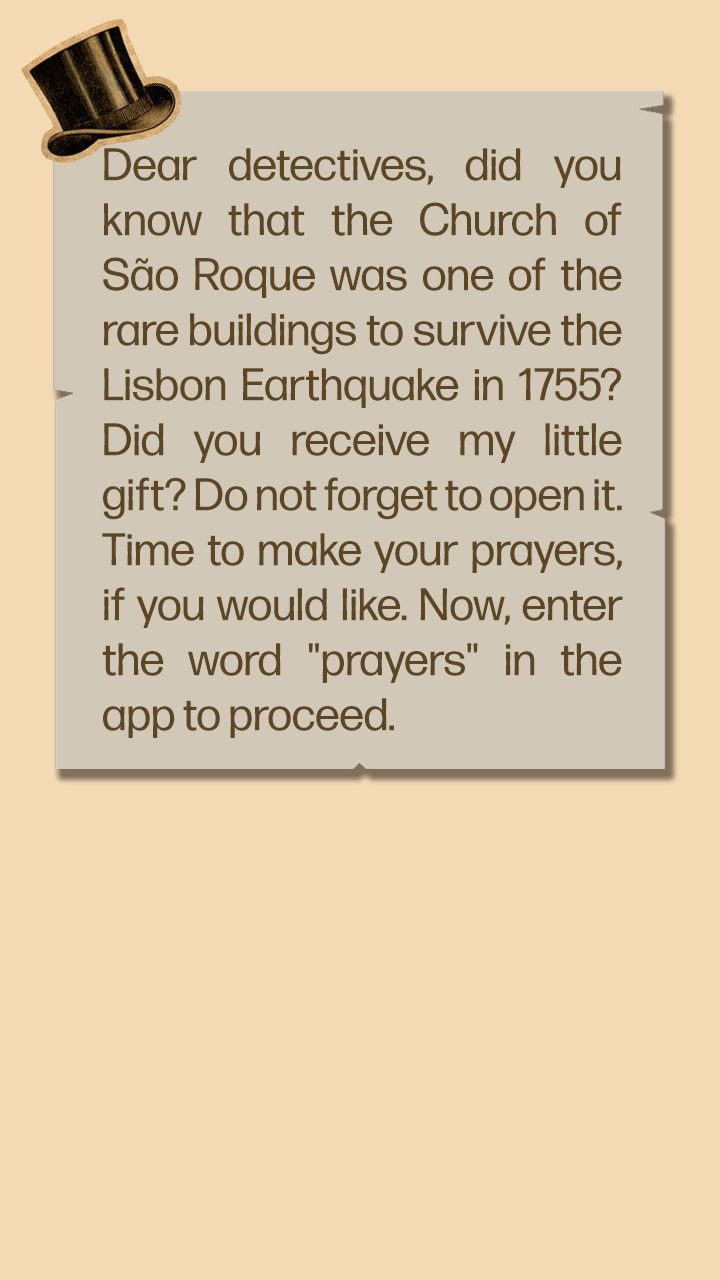 Dear detectives, did you
know that the Church of
São Roque was one of the
rare buildings to survive the
Lisbon Earthquake in 1755?
Did you receive my little
gift? Do not forget to open it.
Time to make your prayers,
if you would like. Now, enter
the word "prayers" in the
app to proceed.